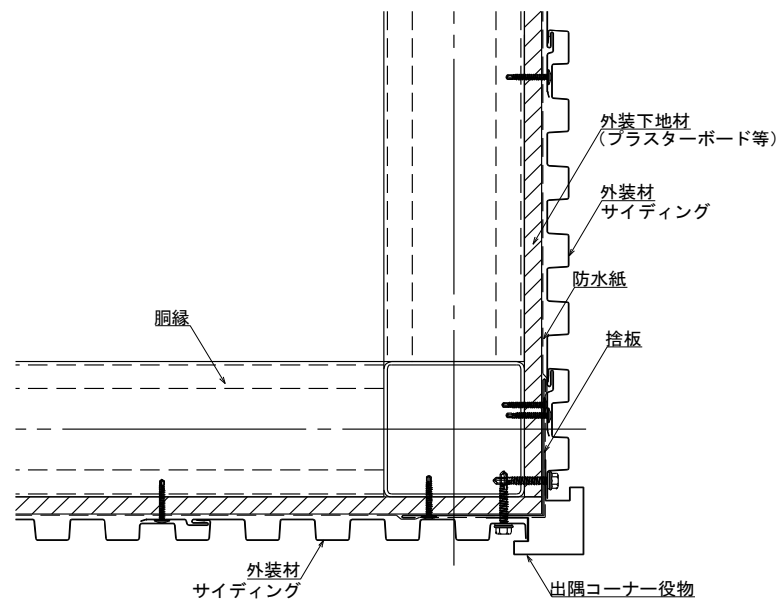 外装下地材
（プラスターボード等）
外装材
サイディング
防水紙
胴縁
捨板
外装材
サイディング
出隅コーナー役物